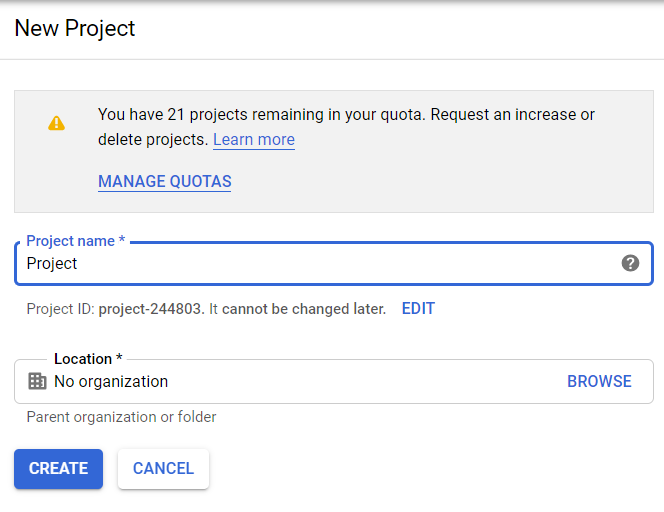 New Project
You have 21 projects remaining in your quota. Request an increase or
delete projects. Learn more
MANAGE QUOTAS
Project name *
Project
Project ID: project-244803. It cannot be changed later. EDIT
Location *
No organization BROWSE
Parent organization or folder
CREATE CANCEL